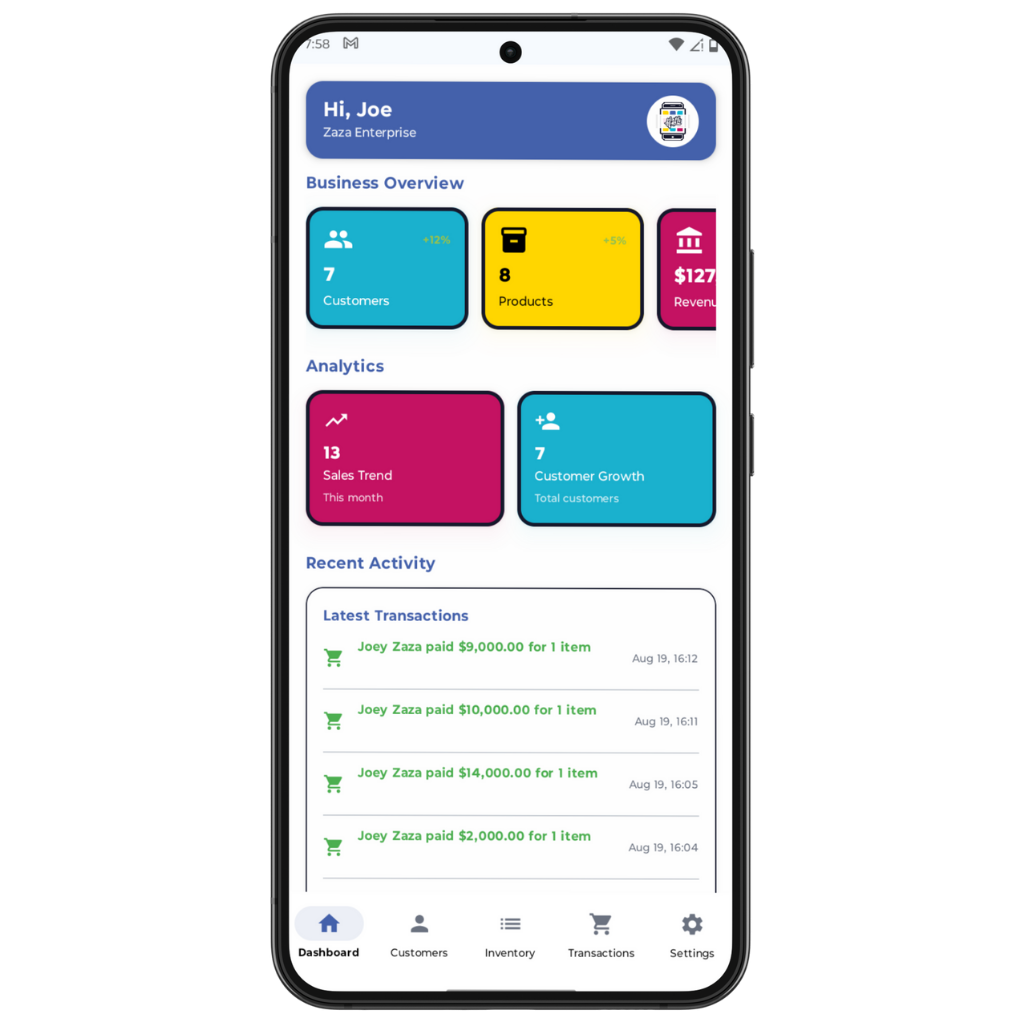 7:58
Hi, Joe
Zaza Enterprise
Business Overview
+12%
7
Customers
+5%
8
Products
$127
Revenu
Analytics
13
Sales Trend
This month
7
Customer Growth
Total customers
Recent Activity
Latest Transactions
Joey Zaza paid $9,000.00 for 1 item
Aug 19, 16:12
Joey Zaza paid $10,000.00 for 1 item
Aug 19, 16:11
Joey Zaza paid $14,000.00 for 1 item
Aug 19, 16:05
Joey Zaza paid $2,000.00 for 1 item
Aug 19, 16:04
Dashboard
Customers
Inventory
Transactions
Settings